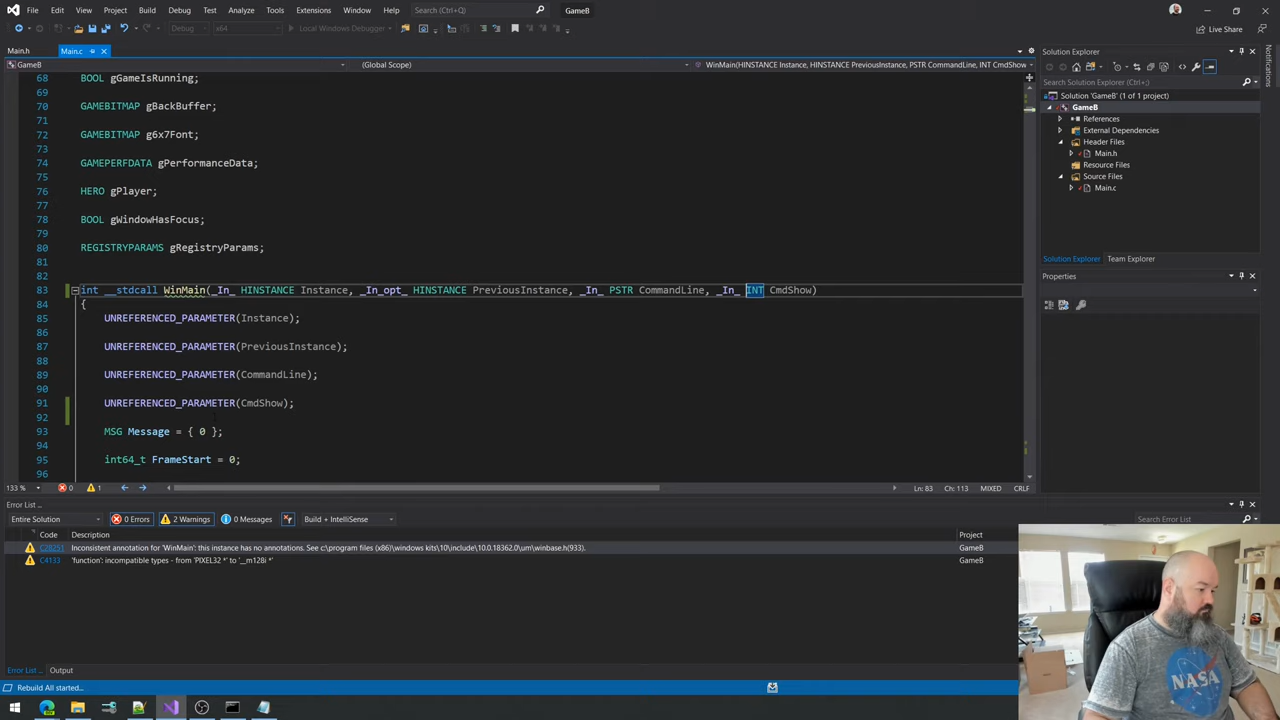 File Edit View Git Project Build Debug Test Analyze Tools Extensions Window Help Search (Ctrl+Q) GameB
Debug x64 Local Windows Debugger Live Share
Main.h Main.c
GameB (Global Scope) WinMain(HINSTANCE Instance, HINSTANCE PreviousInstance, PSTR CommandLine, INT CmdShow)
68 BOOL gGameIsRunning;
69
70 GAMEBITMAP gBackBuffer;
71
72 GAMEBITMAP g6x7Font;
73
74 GAMEPERFDATA gPerformanceData;
75
76 HERO gPlayer;
77
78 BOOL gWindowHasFocus;
79
80 REGISTRYPARAMS gRegistryParams;
81
82
83 int __stdcall WinMain(_In_ HINSTANCE Instance, _In_opt_ HINSTANCE PreviousInstance, _In_ PSTR CommandLine, _In_ INT CmdShow)
84 {
85 UNREFERENCED_PARAMETER(Instance);
86
87 UNREFERENCED_PARAMETER(PreviousInstance);
88
89 UNREFERENCED_PARAMETER(CommandLine);
90
91 UNREFERENCED_PARAMETER(CmdShow);
92
93 MSG Message = { 0 };
94
95 int64_t FrameStart = 0;
96
133 % 0 1 Ln: 83 Ch: 113 MIXED CRLF
Error List ...
Entire Solution 0 Errors 2 Warnings 0 Messages Build + IntelliSense Search Error List
Code Description Project
C28251 Inconsistent annotation for 'WinMain': this instance has no annotations. See c:\program files (x86)\windows kits\10\include\10.0.18362.0\um\winbase.h(933). GameB
C4133 'function': incompatible types - from 'PIXEL32 *' to '__m128i *' GameB
Error List ... Output
Rebuild All started...
Solution Explorer
Search Solution Explorer (Ctrl+;)
Solution 'GameB' (1 of 1 project)
GameB
References
External Dependencies
Header Files
Main.h
Resource Files
Source Files
Main.c
Solution Explorer Team Explorer
Properties
Notifications
NASA